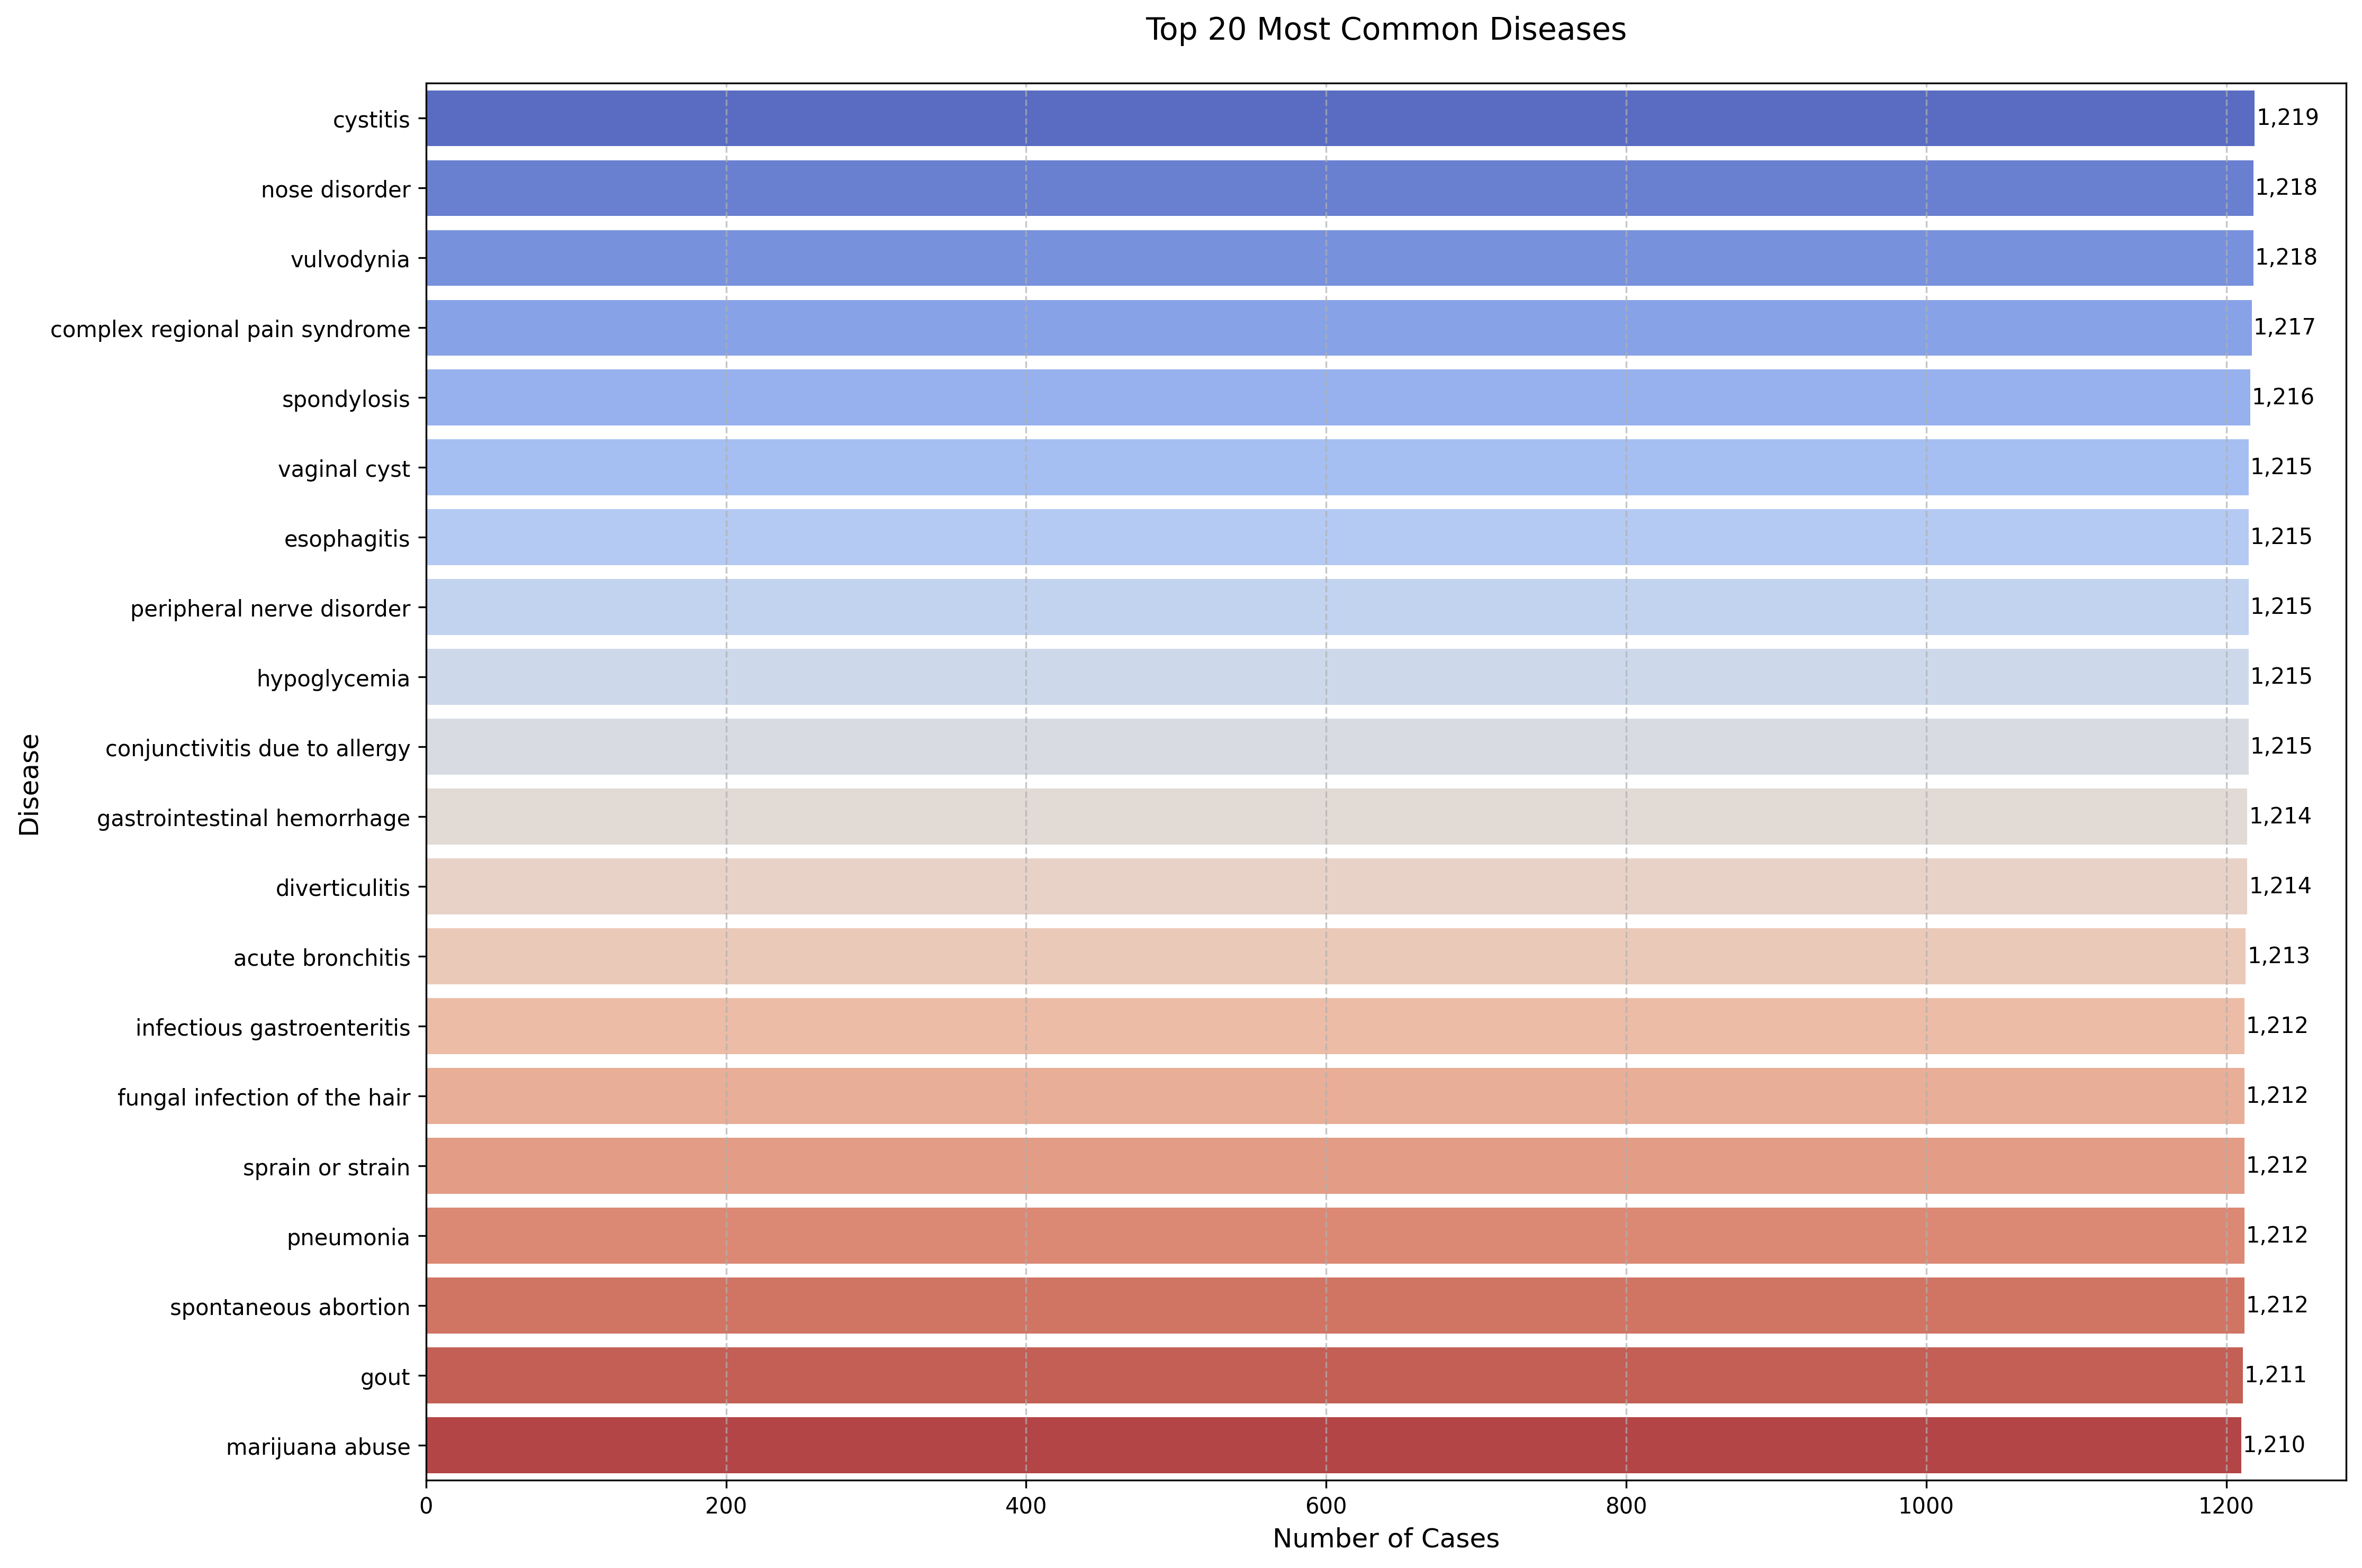 Top 20 Most Common Diseases
cystitis 1,219
nose disorder 1,218
vulvodynia 1,218
complex regional pain syndrome 1,217
spondylosis 1,216
vaginal cyst 1,215
esophagitis 1,215
peripheral nerve disorder 1,215
hypoglycemia 1,215
conjunctivitis due to allergy 1,215
gastrointestinal hemorrhage 1,214
diverticulitis 1,214
acute bronchitis 1,213
infectious gastroenteritis 1,212
fungal infection of the hair 1,212
sprain or strain 1,212
pneumonia 1,212
spontaneous abortion 1,212
gout 1,211
marijuana abuse 1,210
Disease
0 200 400 600 800 1000 1200
Number of Cases